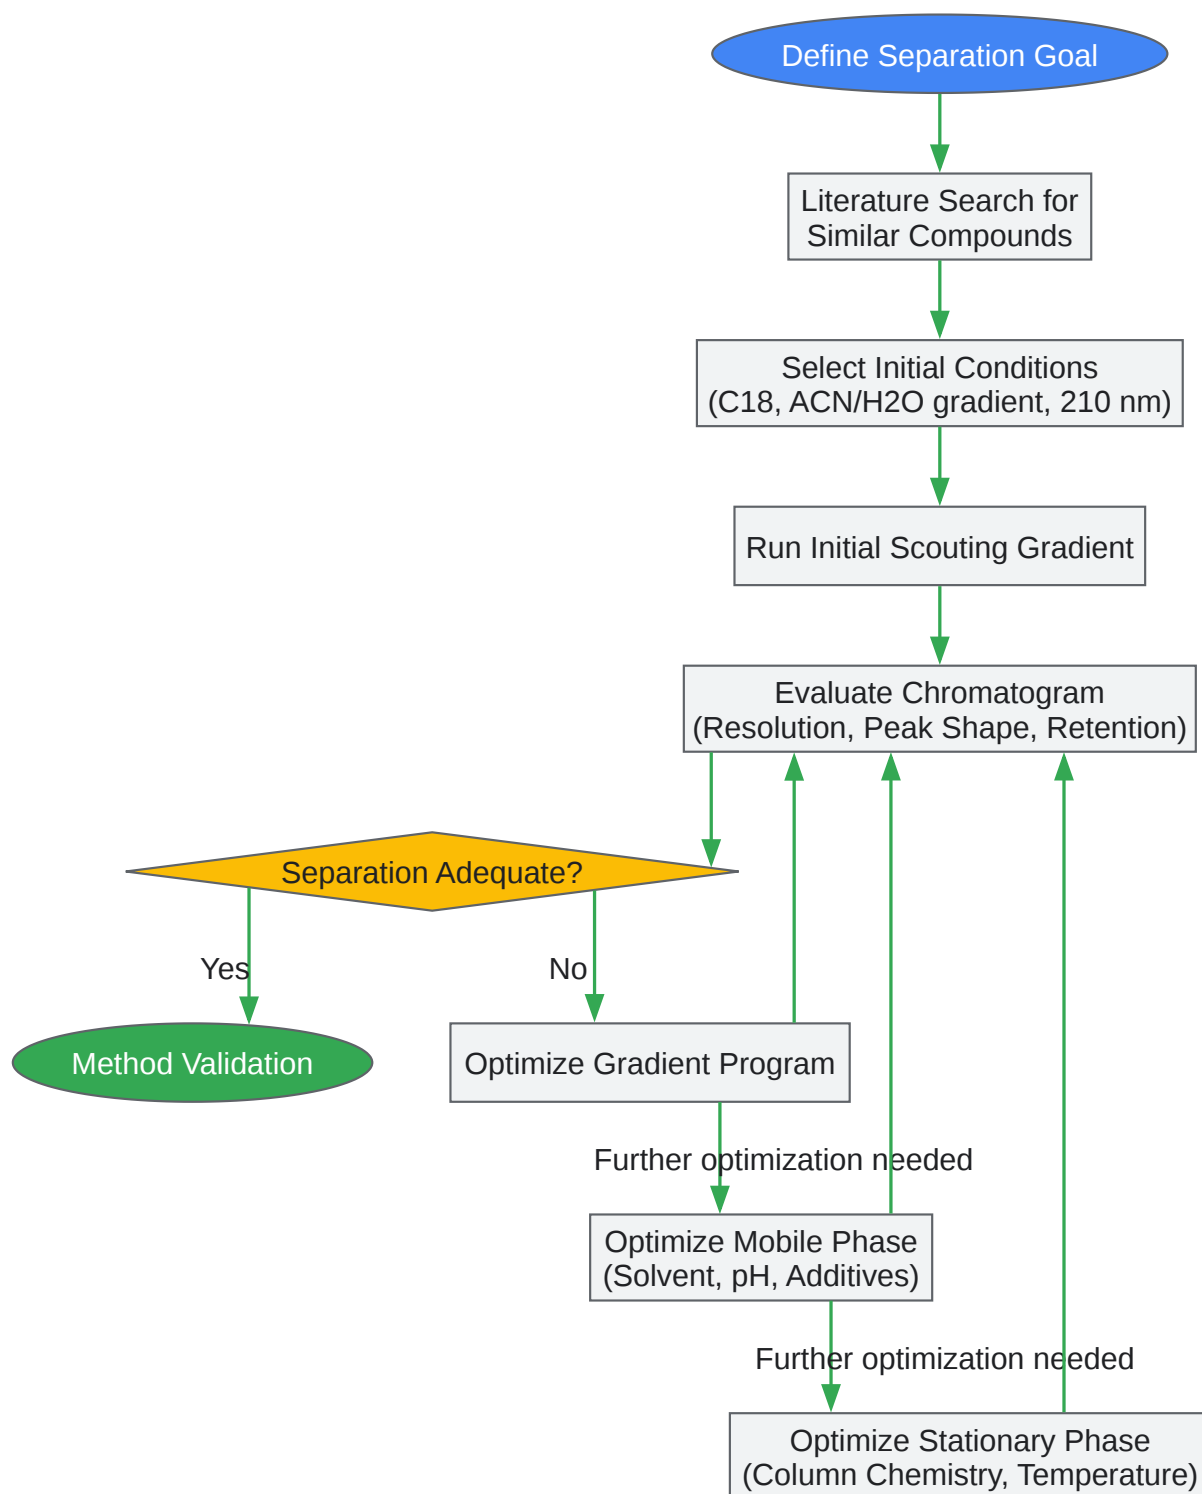 Define Separation Goal
Literature Search for
Similar Compounds
Select Initial Conditions
(C18, ACN/H2O gradient, 210 nm)
Run Initial Scouting Gradient
Evaluate Chromatogram
(Resolution, Peak Shape, Retention)
Separation Adequate?
Yes
No
Method Validation
Optimize Gradient Program
Further optimization needed
Optimize Mobile Phase
(Solvent, pH, Additives)
Further optimization needed
Optimize Stationary Phase
(Column Chemistry, Temperature)